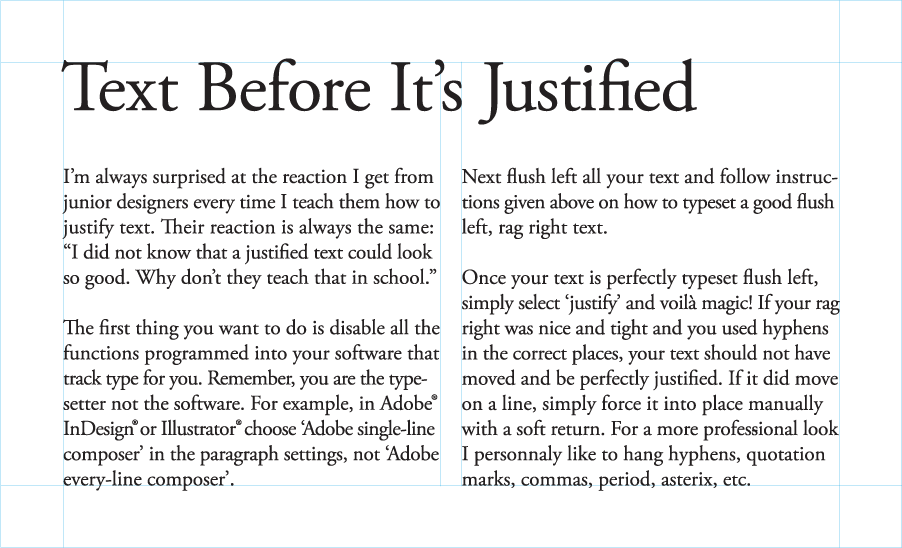 Text Before It’s Justified
I’m always surprised at the reaction I get from
junior designers every time I teach them how to
justify text. Their reaction is always the same:
“I did not know that a justified text could look
so good. Why don’t they teach that in school.”
The first thing you want to do is disable all the
functions programmed into your software that
track type for you. Remember, you are the type-
setter not the software. For example, in Adobe®
InDesign® or Illustrator® choose ‘Adobe single-line
composer’ in the paragraph settings, not ‘Adobe
every-line composer’.
Next flush left all your text and follow instruc-
tions given above on how to typeset a good flush
left, rag right text.
Once your text is perfectly typeset flush left,
simply select ‘justify’ and voilà magic! If your rag
right was nice and tight and you used hyphens
in the correct places, your text should not have
moved and be perfectly justified. If it did move
on a line, simply force it into place manually
with a soft return. For a more professional look
I personnaly like to hang hyphens, quotation
marks, commas, period, asterix, etc.